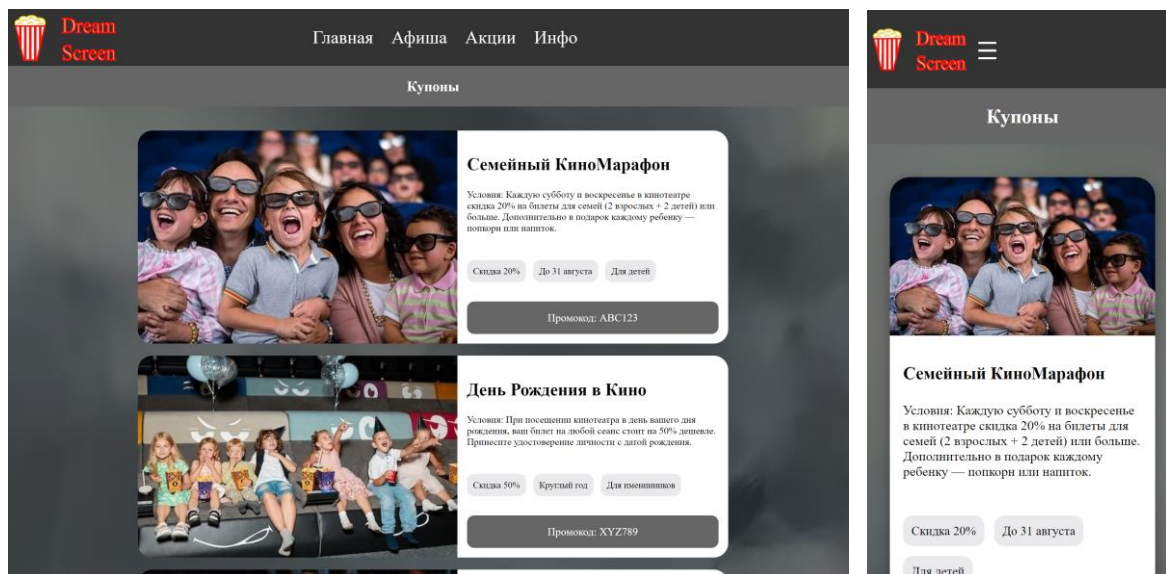 Dream
Screen
Главная Афиша Акции Инфо
Купоны
Семейный КиноМарафон
Условия: Каждую субботу и воскресенье в кинотеатре
скидка 20% на билеты для семей (2 взрослых + 2 детей) или
больше. Дополнительно в подарок каждому ребенку —
попкорн или напиток.
Скидка 20% До 31 августа Для детей
Промокод: ABC123
День Рождения в Кино
Условия: При посещении кинотеатра в день вашего дня
рождения, ваш билет на любой сеанс стоит на 50% дешевле.
Принесите удостоверение личности с датой рождения.
Скидка 50% Круглый год Для именинников
Промокод: XYZ789
Dream
Screen
Купоны
Семейный КиноМарафон
Условия: Каждую субботу и воскресенье
в кинотеатре скидка 20% на билеты для
семей (2 взрослых + 2 детей) или больше.
Дополнительно в подарок каждому
ребенку — попкорн или напиток.
Скидка 20% До 31 августа
Для детей